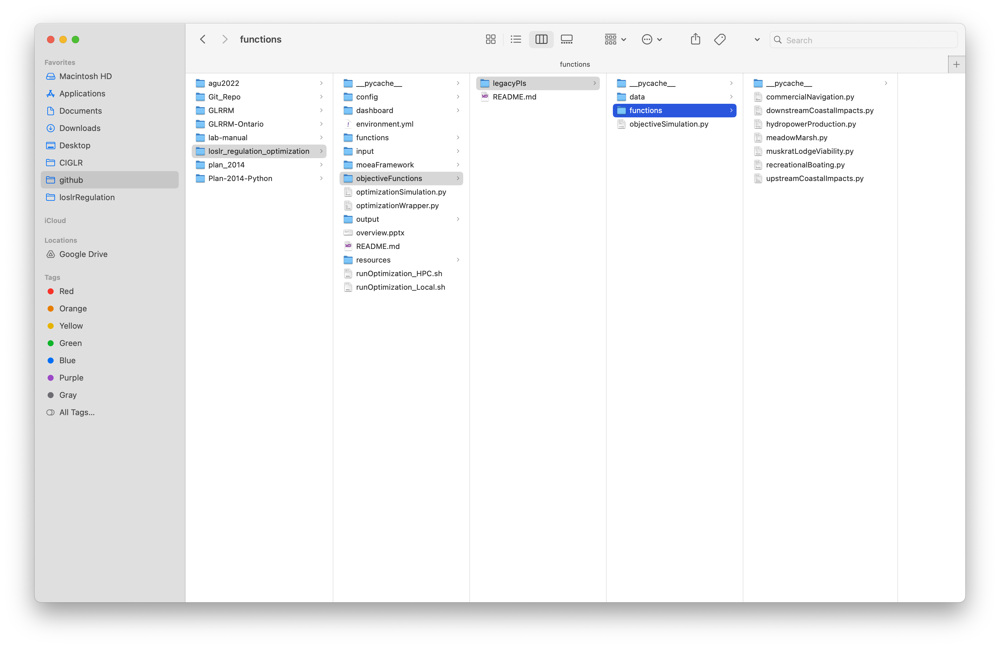 functions
Search
functions
Favorites
Macintosh HD
Applications
Documents
Downloads
Desktop
CIGLR
github
loslrRegulation
iCloud
Locations
Google Drive
Tags
Red
Orange
Yellow
Green
Blue
Purple
Gray
All Tags...
agu2022
Git_Repo
GLRRM
GLRRM-Ontario
lab-manual
loslr_regulation_optimization
plan_2014
Plan-2014-Python
__pycache__
config
dashboard
environment.yml
functions
input
moeaFramework
objectiveFunctions
optimizationSimulation.py
optimizationWrapper.py
output
overview.pptx
README.md
resources
runOptimization_HPC.sh
runOptimization_Local.sh
legacyPIs
README.md
__pycache__
data
functions
objectiveSimulation.py
__pycache__
commercialNavigation.py
downstreamCoastalImpacts.py
hydropowerProduction.py
meadowMarsh.py
muskratLodgeViability.py
recreationalBoating.py
upstreamCoastalImpacts.py